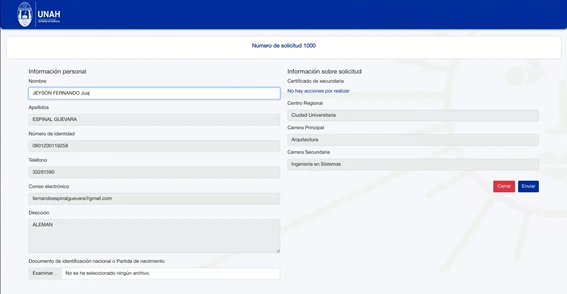 UNAH
Numero de solicitud 1000
Información personal
Nombre
JEYSON FERNANDO Jua
Apellidos
ESPINAL GUEVARA
Número de identidad
0801200119258
Teléfono
33281590
Correo electrónico
fernandoespinalguevara@gmail.com
Dirección
ALEMAN
Documento de identificación nacional o Partida de nacimiento
Examinar... No se ha seleccionado ningún archivo.
Información sobre solicitud
Certificado de secundaria
No hay acciones por realizar
Centro Regional
Ciudad Universitaria
Carrera Principal
Arquitectura
Carrera Secundaria
Ingeniería en Sistemas
Cerrar Enviar